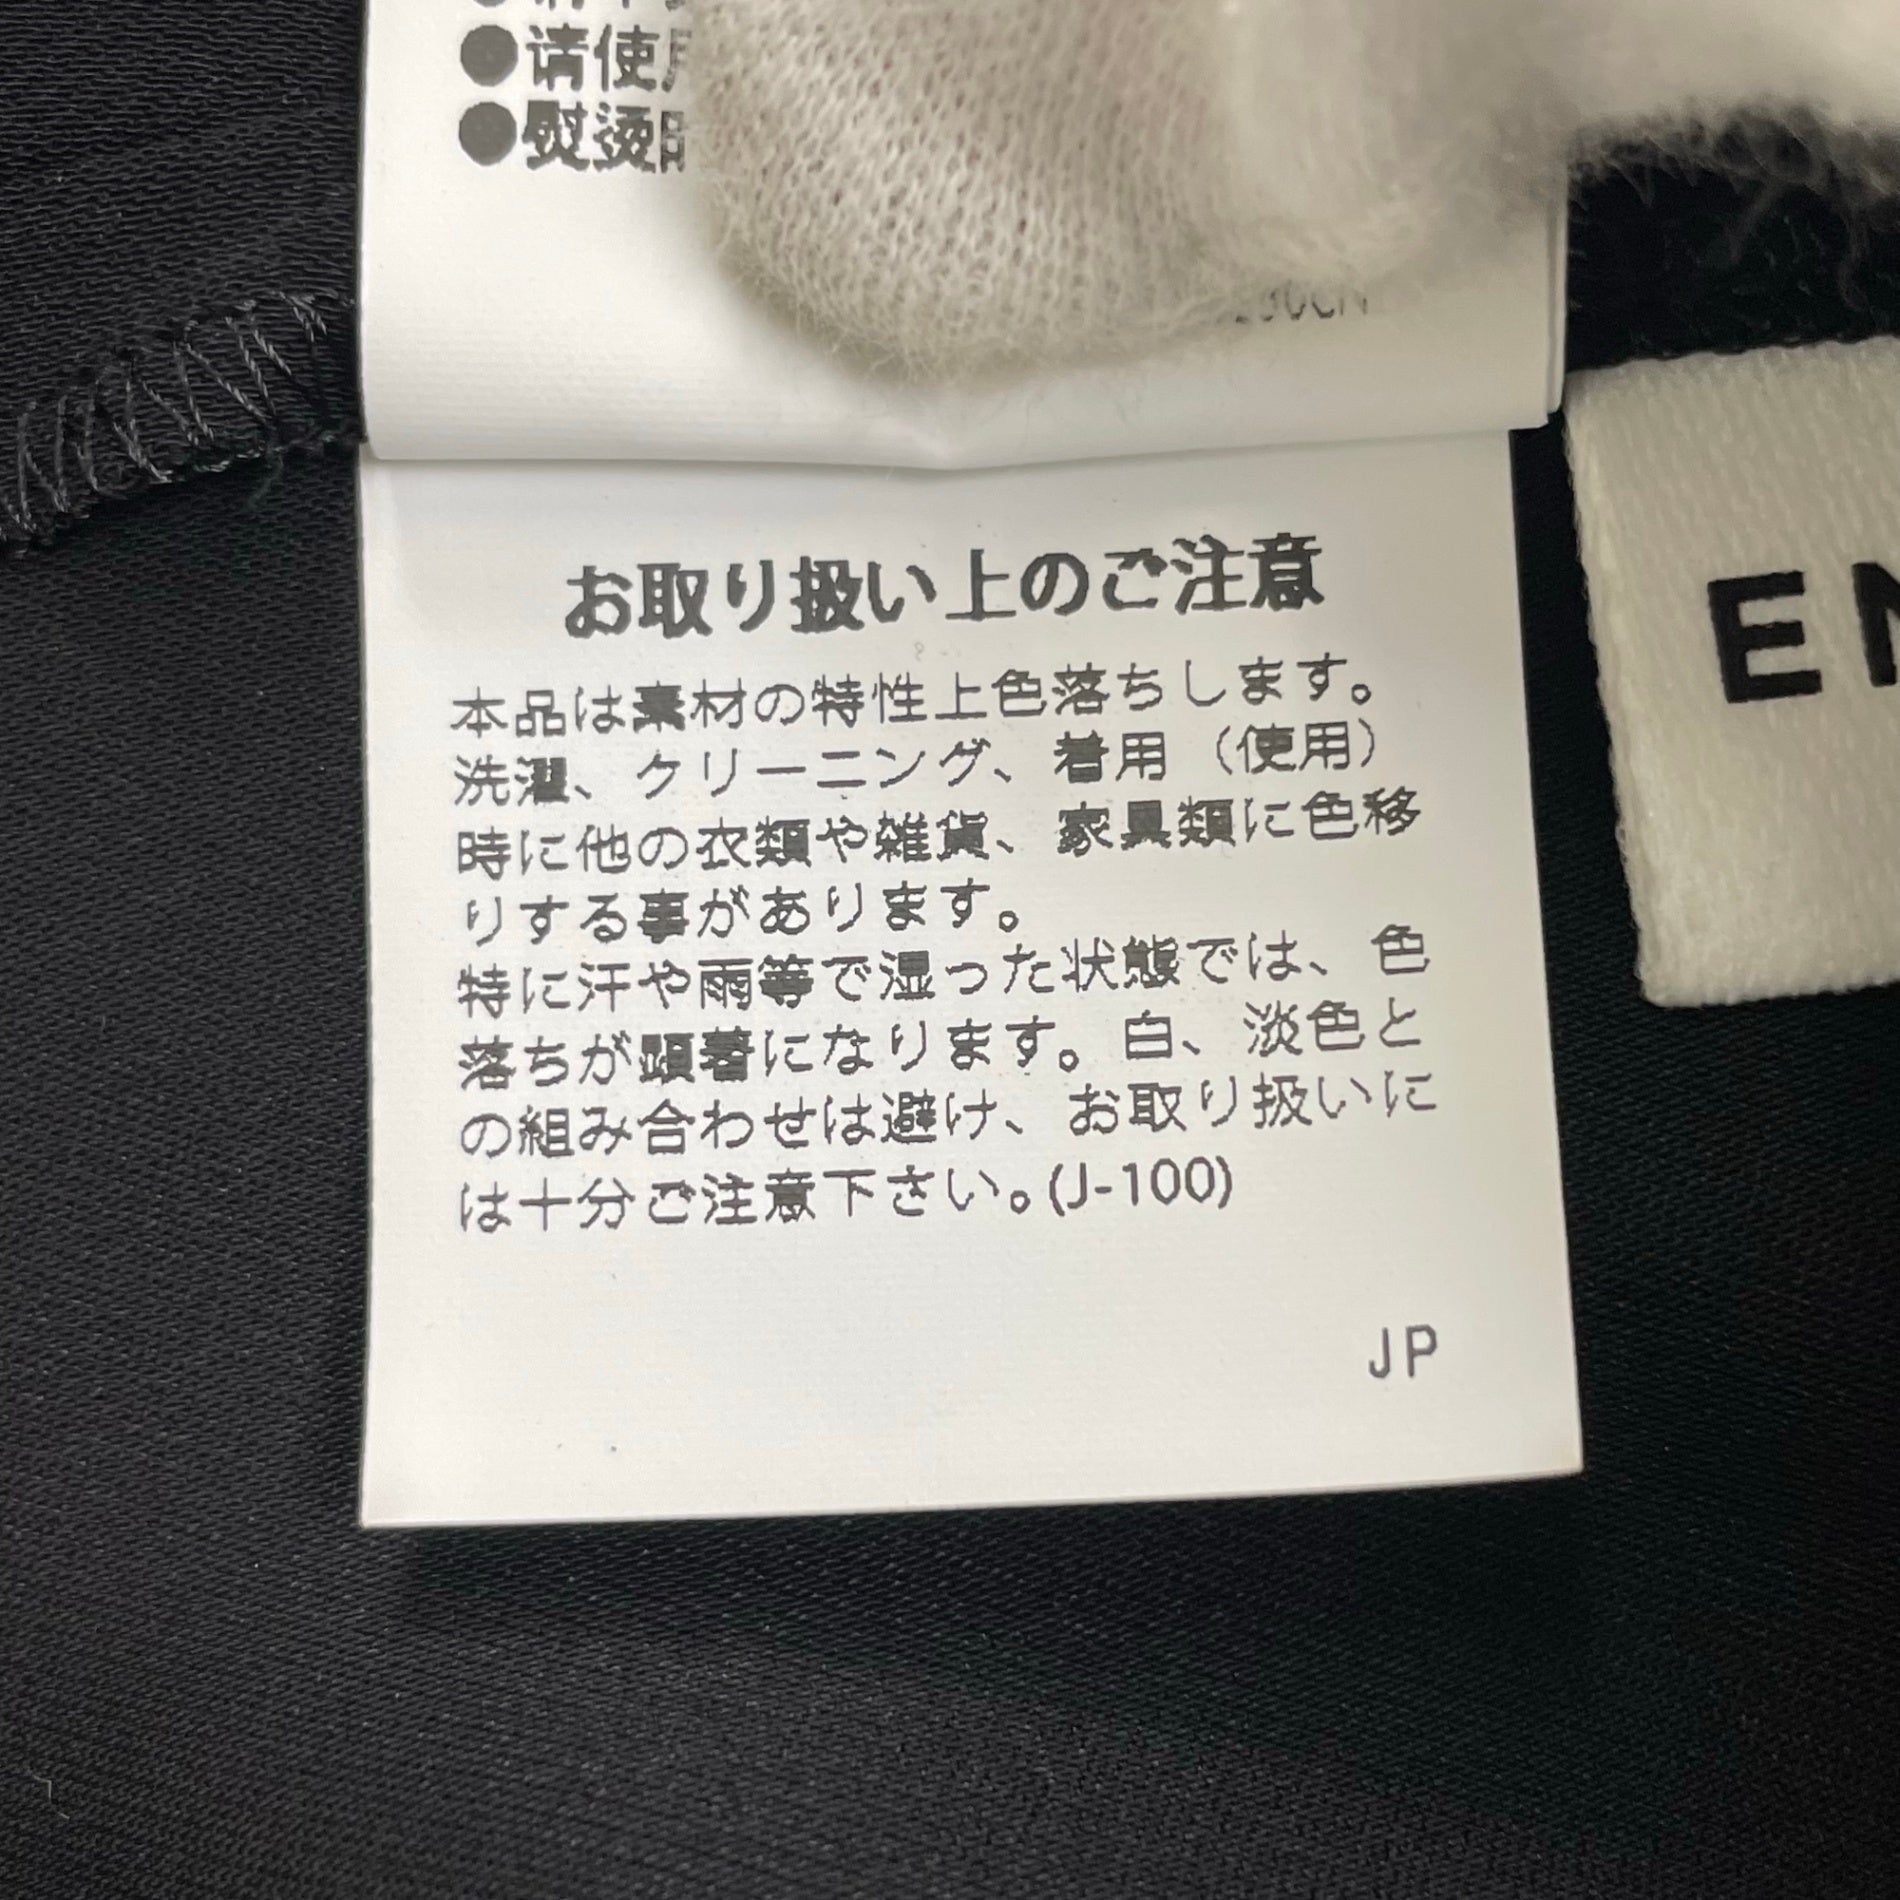 ●请使用
●熨烫时
お取り扱い上のご注意
本品は素材の特性上色落ちします。
洗濯、クリーニング、着用（使用）
時に他の衣類や雑貨、家具類に色移
りする事があります。
特に汗や雨等で湿った状態では、色
落ちが顕著になります。白、淡色と
の組み合わせは避け、お取り扱いに
は十分ご注意下さい。(J-100)
JP